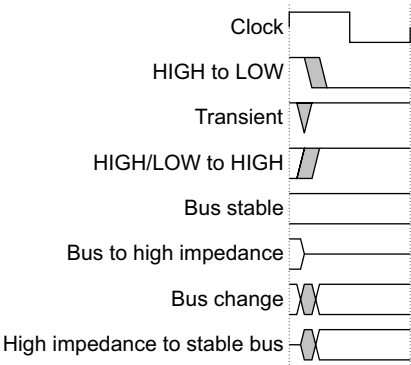 Clock
HIGH to LOW
Transient
HIGH/LOW to HIGH
Bus stable
Bus to high impedance
Bus change
High impedance to stable bus